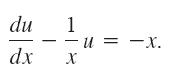 du/dx − 1/x u = −x.